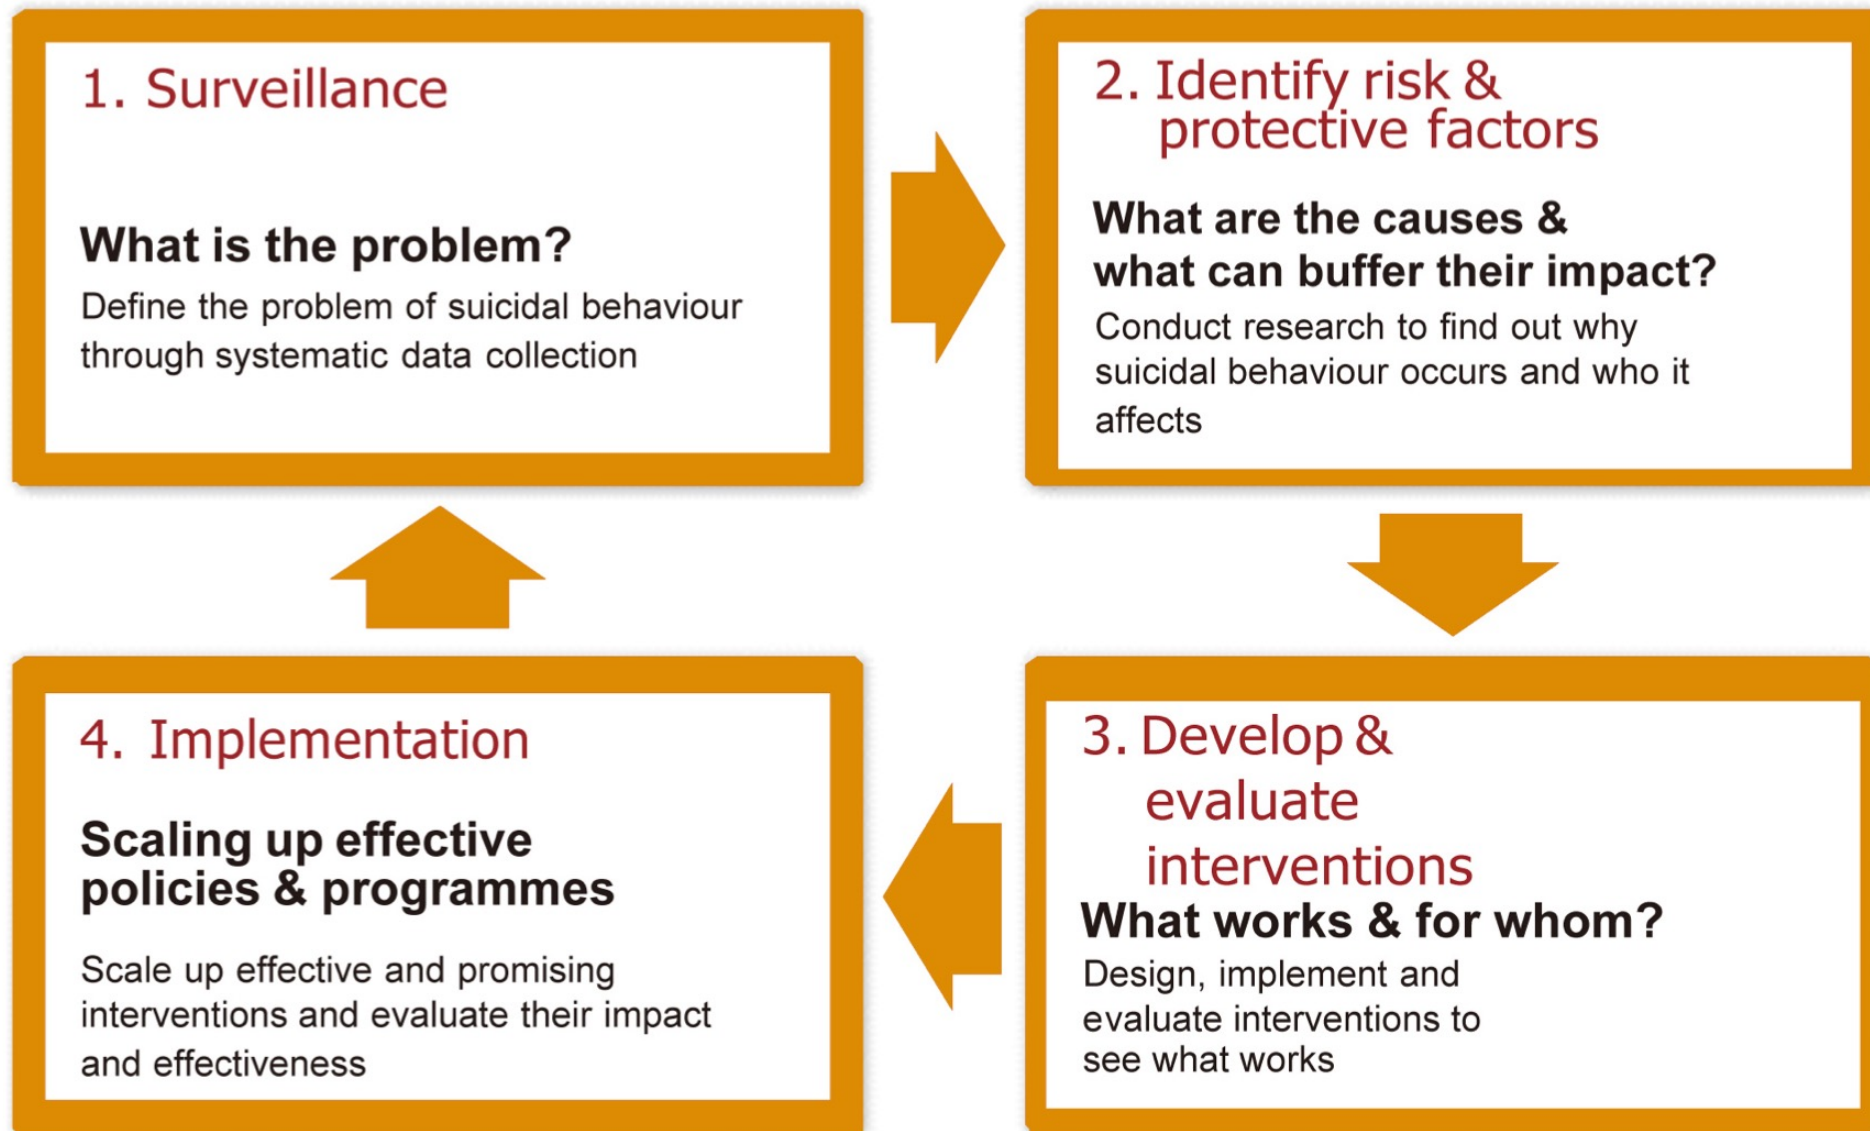 1. Surveillance
What is the problem?
Define the problem of suicidal behaviour
through systematic data collection
2. Identify risk &
protective factors
What are the causes &
what can buffer their impact?
Conduct research to find out why
suicidal behaviour occurs and who it
affects
3. Develop &
evaluate
interventions
What works & for whom?
Design, implement and
evaluate interventions to
see what works
4. Implementation
Scaling up effective
policies & programmes
Scale up effective and promising
interventions and evaluate their impact
and effectiveness